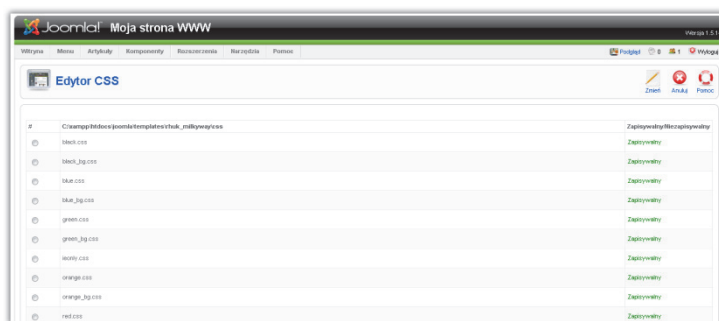 Joomla! Moja strona WWW
Wersja 1.5.1
Witryna Menu Artykuły Komponenty Rozszerzenia Narzędzia Pomoc Podgląd 0 1 Wyloguj
Edytor CSS
Zmień Anuluj Pomoc
# C:\xampp\htdocs\joomla\templates\rhuk_milkyway\css Zapisywalny/Niezapisywalny
black.css Zapisywalny
black_bg.css Zapisywalny
blue.css Zapisywalny
blue_bg.css Zapisywalny
green.css Zapisywalny
green_bg.css Zapisywalny
ieonly.css Zapisywalny
orange.css Zapisywalny
orange_bg.css Zapisywalny
red.css Zapisywalny